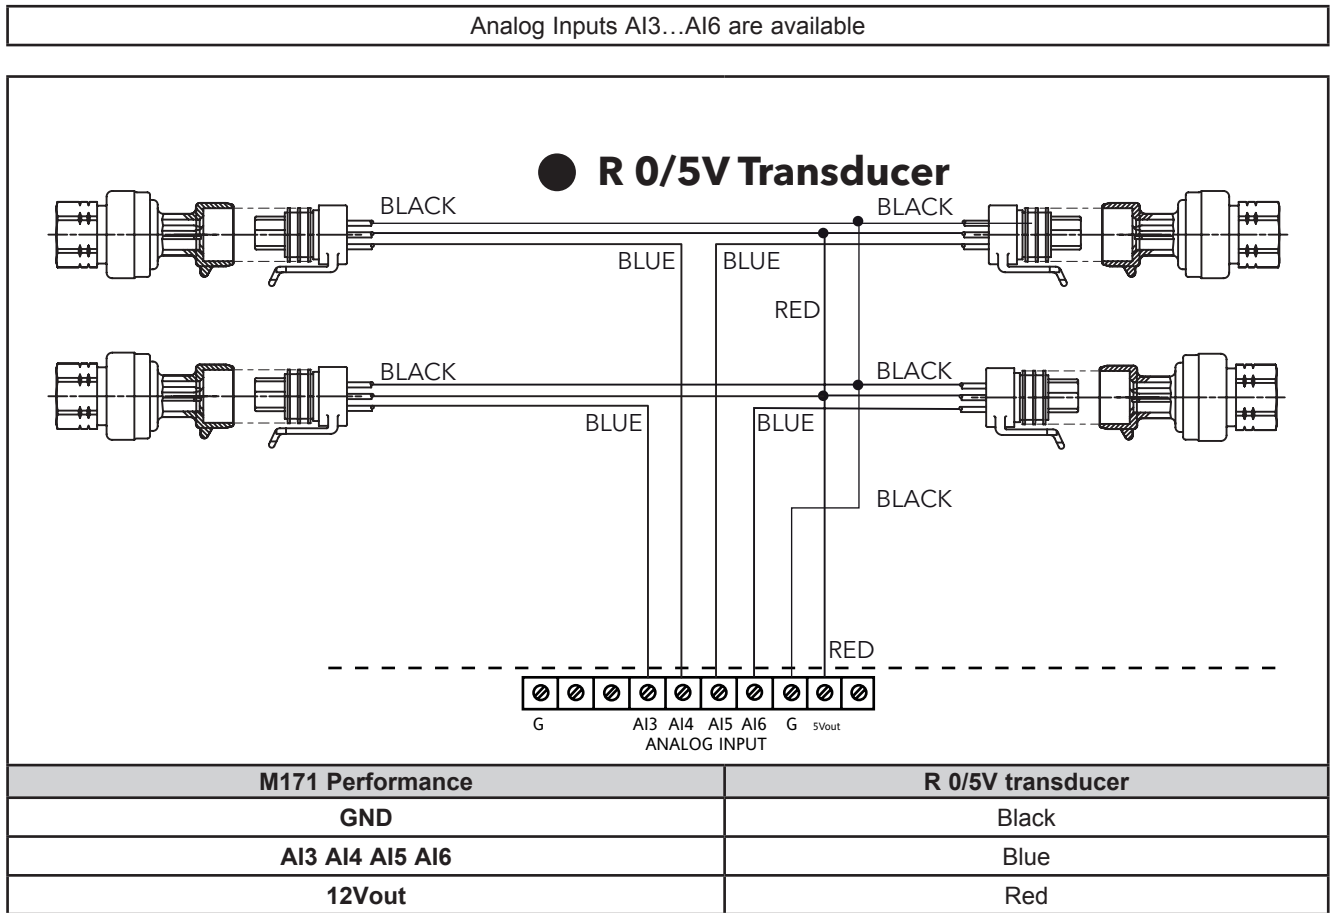 Analog Inputs AI3…AI6 are available
● R 0/5V Transducer
BLACK BLACK
BLUE BLUE
RED
BLACK BLACK
BLUE BLUE
BLACK
RED
G AI3 AI4 AI5 AI6 G 5Vout
ANALOG INPUT
M171 Performance R 0/5V transducer
GND Black
AI3 AI4 AI5 AI6 Blue
12Vout Red